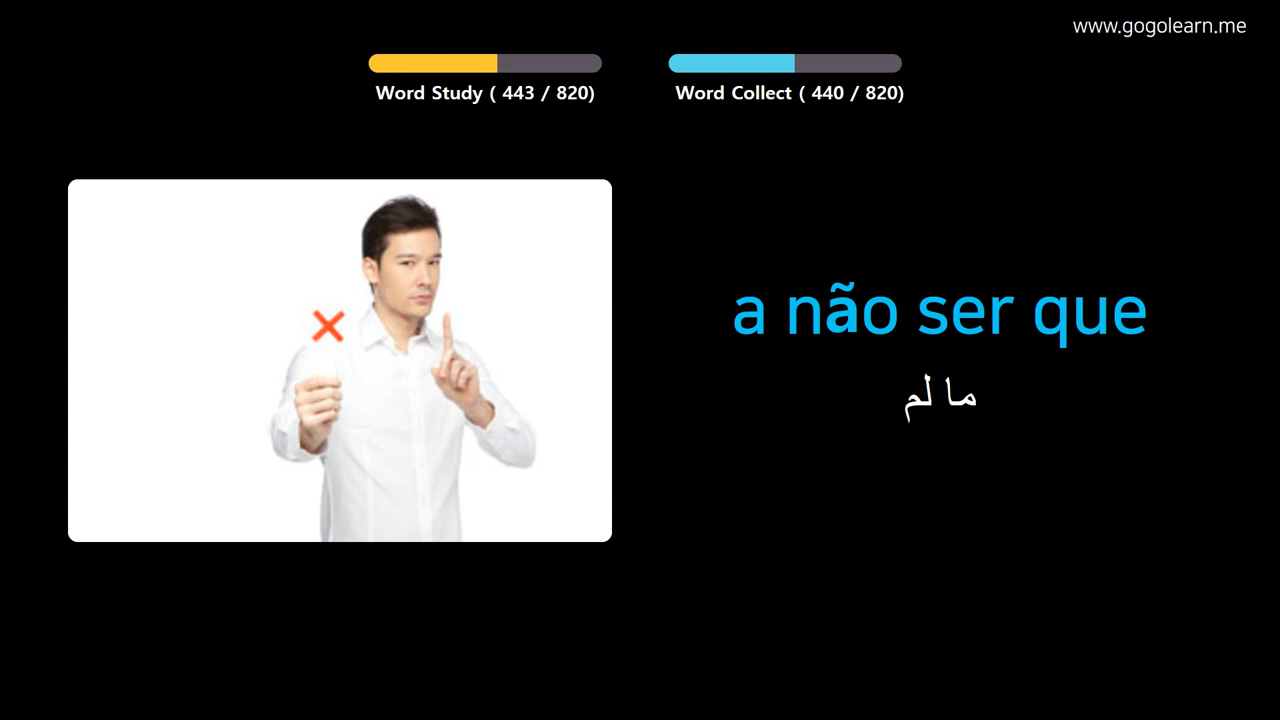 www.gogolearn.me
Word Study ( 443 / 820)
Word Collect ( 440 / 820)
a não ser que
ما لم